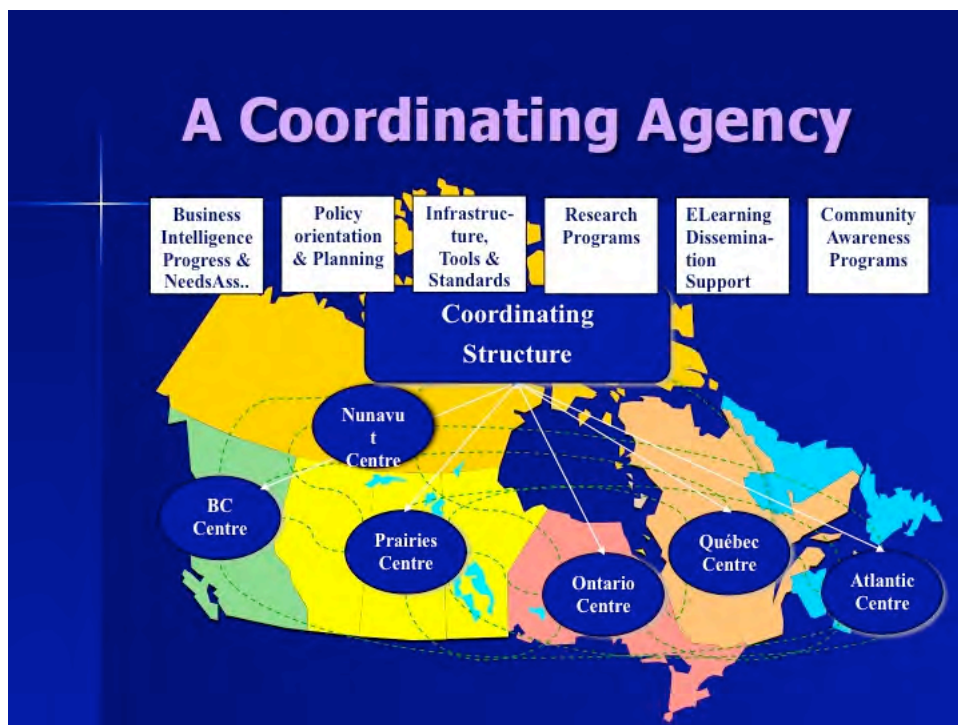 A Coordinating Agency
Business
Intelligence
Progress &
NeedsAss..
Policy
orientation
& Planning
Infrastruc-
ture,
Tools &
Standards
Research
Programs
ELearning
Dissemina-
tion
Support
Community
Awareness
Programs
Coordinating
Structure
Nunavu
t
Centre
BC
Centre
Prairies
Centre
Ontario
Centre
Québec
Centre
Atlantic
Centre